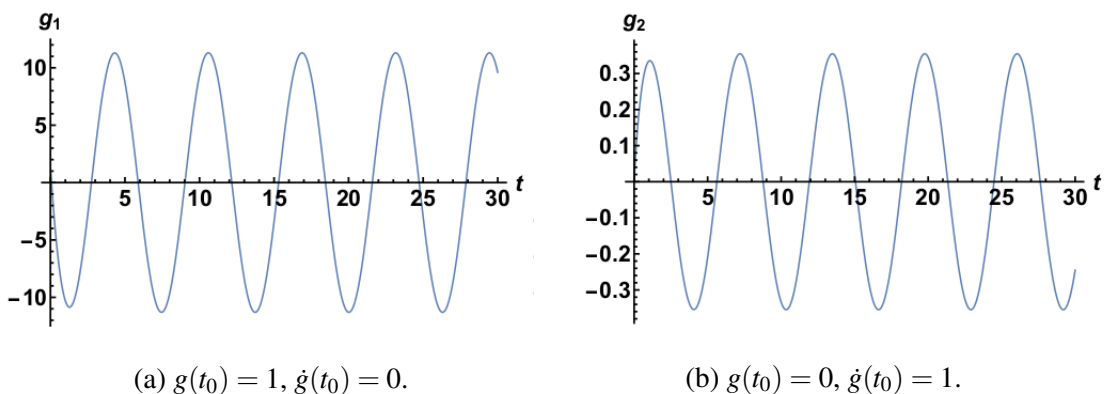 g₁
10
5
5 10 15 20 25 30 t
−5
−10
g₂
0.3
0.2
0.1
5 10 15 20 25 30 t
−0.1
−0.2
−0.3
(a) g(t₀) = 1, ġ(t₀) = 0.
(b) g(t₀) = 0, ġ(t₀) = 1.